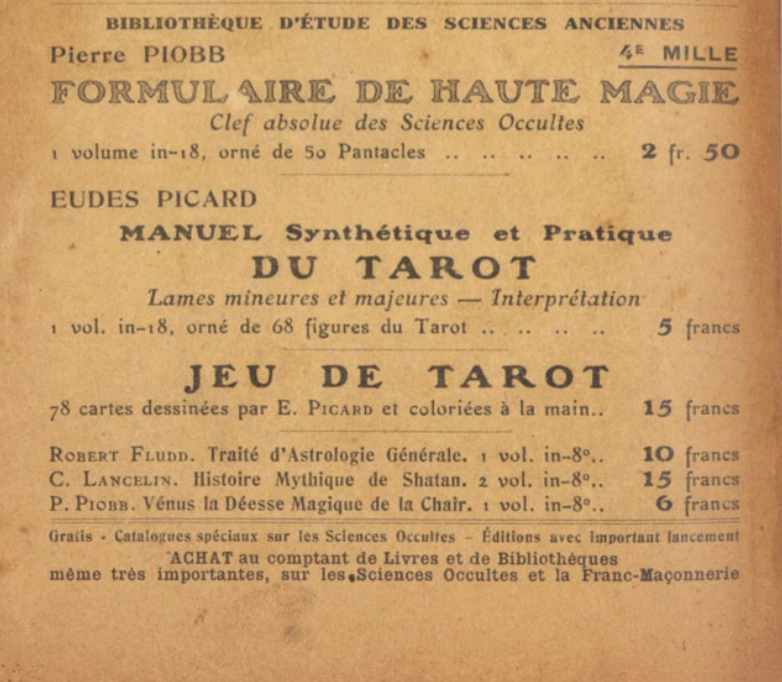 BIBLIOTHÈQUE D'ÉTUDE DES SCIENCES ANCIENNES
Pierre PIOBB 4E MILLE
FORMULAIRE DE HAUTE MAGIE
Clef absolue des Sciences Occultes
1 volume in-18, orné de 50 Pantacles .. .. .. .. .. 2 fr. 50
EUDES PICARD
MANUEL Synthétique et Pratique
DU TAROT
Lames mineures et majeures — Interprétation
1 vol. in-18, orné de 68 figures du Tarot .. .. .. .. 5 francs
JEU DE TAROT
78 cartes dessinées par E. PICARD et coloriées à la main.. 15 francs
ROBERT FLUDD. Traité d'Astrologie Générale. 1 vol. in-8º.. 10 francs
C. LANCELIN. Histoire Mythique de Shatan. 2 vol. in-8º.. 15 francs
P. PIOBB. Vénus la Déesse Magique de la Chair. 1 vol. in-8º.. 6 francs
Gratis - Catalogues spéciaux sur les Sciences Occultes - Éditions avec important lancement
ACHAT au comptant de Livres et de Bibliothèques
même très importantes, sur les Sciences Occultes et la Franc-Maçonnerie